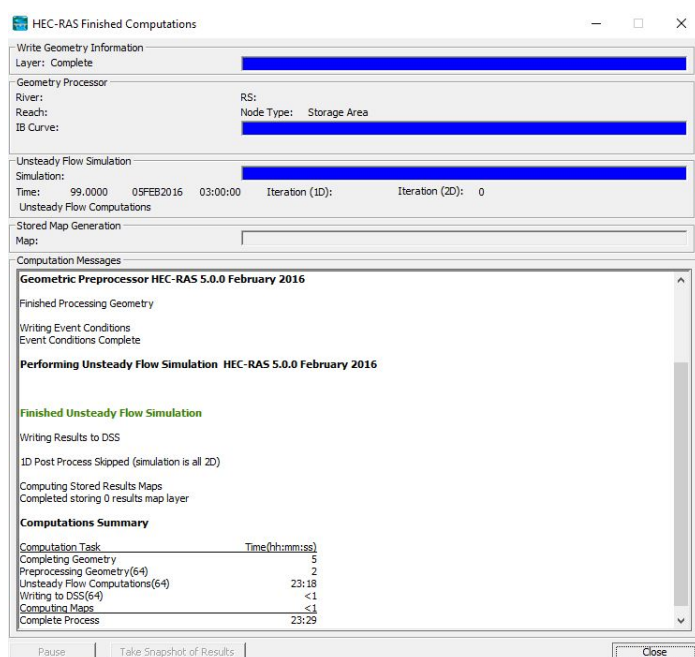 HEC-RAS Finished Computations
Write Geometry Information
Layer: Complete
Geometry Processor
River: RS:
Reach: Node Type: Storage Area
IB Curve:
Unsteady Flow Simulation
Simulation:
Time: 99.0000 05FEB2016 03:00:00 Iteration (1D): Iteration (2D): 0
Unsteady Flow Computations
Stored Map Generation
Map:
Computation Messages
Geometric Preprocessor HEC-RAS 5.0.0 February 2016
Finished Processing Geometry
Writing Event Conditions
Event Conditions Complete
Performing Unsteady Flow Simulation HEC-RAS 5.0.0 February 2016
Finished Unsteady Flow Simulation
Writing Results to DSS
1D Post Process Skipped (simulation is all 2D)
Computing Stored Results Maps
Completed storing 0 results map layer
Computations Summary
Computation Task Time(hh:mm:ss)
Completing Geometry 5
Preprocessing Geometry(64) 2
Unsteady Flow Computations(64) 23:18
Writing to DSS(64) <1
Computing Maps <1
Complete Process 23:29
Pause Take Snapshot of Results Close